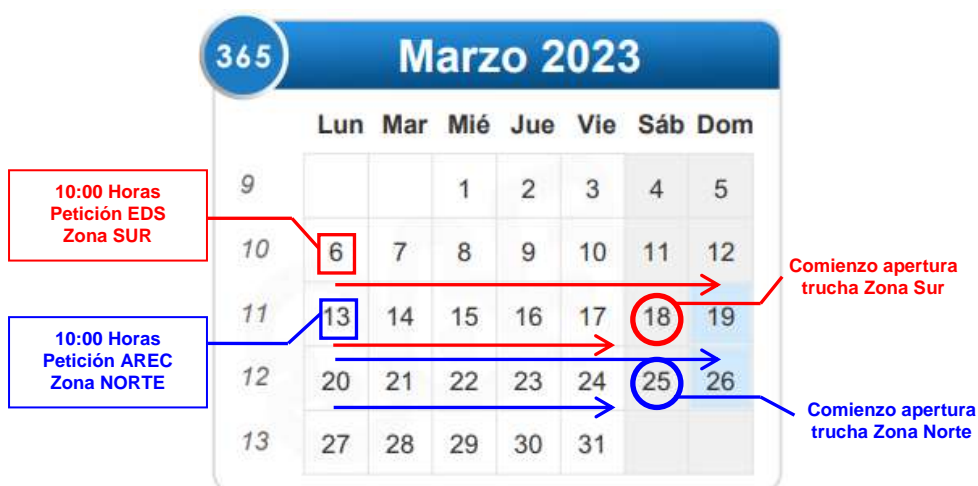 365
Marzo 2023
Lun Mar Mié Jue Vie Sáb Dom
9 1 2 3 4 5
10:00 Horas
Petición EDS
Zona SUR
10 6 7 8 9 10 11 12
Comienzo apertura
trucha Zona Sur
11 13 14 15 16 17 18 19
10:00 Horas
Petición AREC
Zona NORTE
12 20 21 22 23 24 25 26
Comienzo apertura
trucha Zona Norte
13 27 28 29 30 31